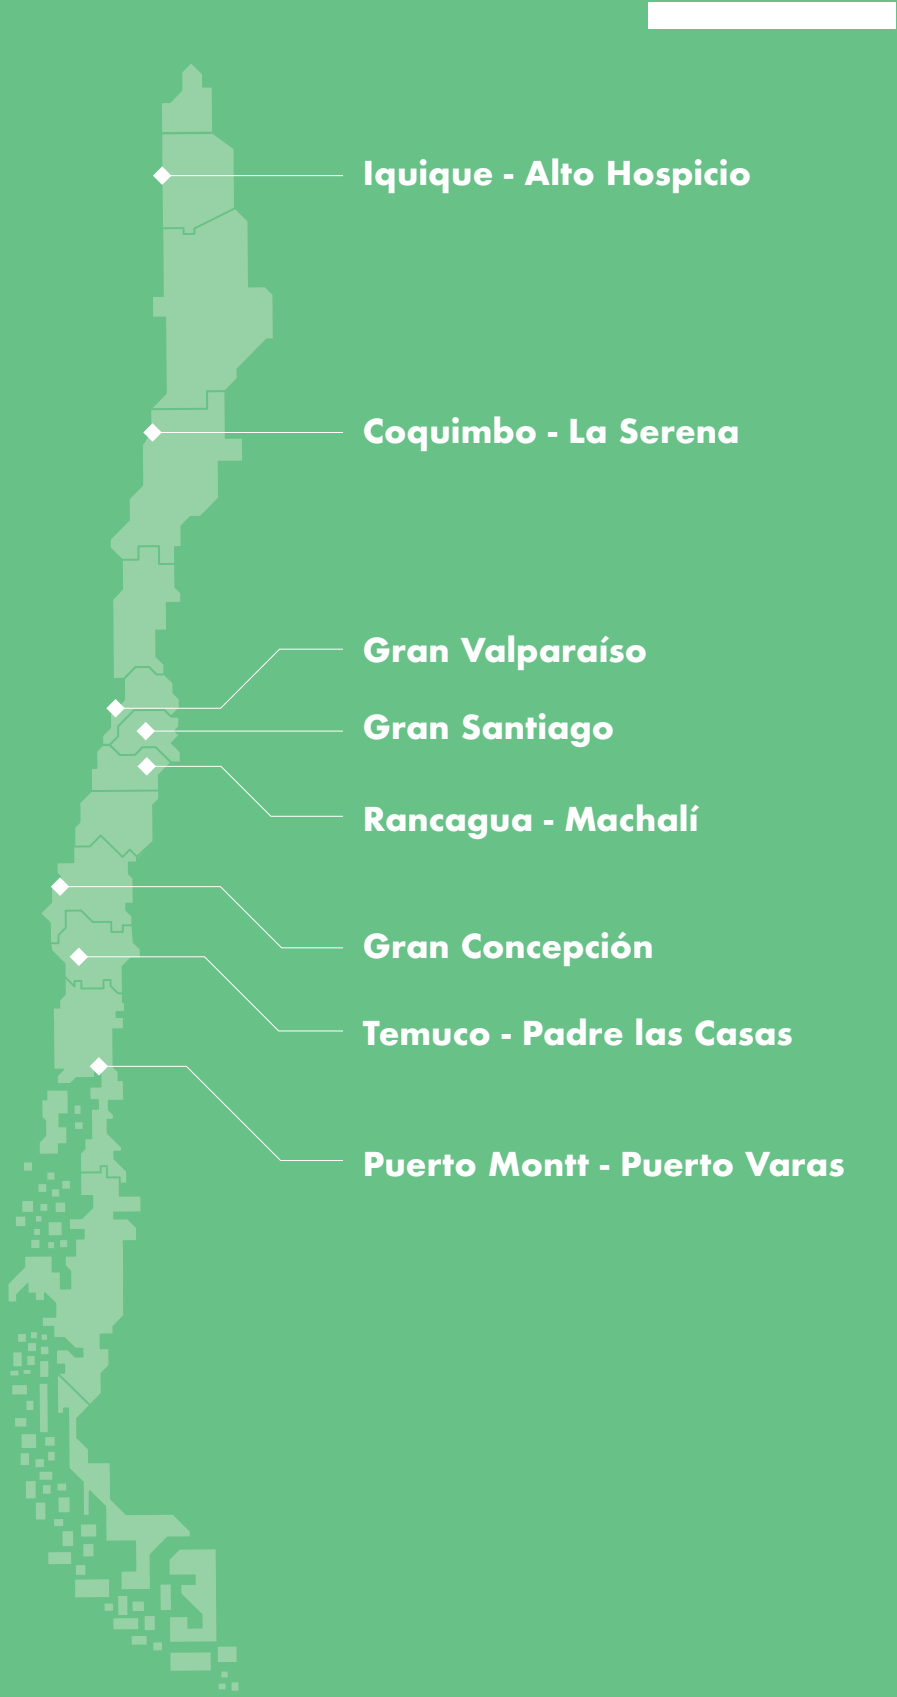 Iquique - Alto Hospicio
Coquimbo - La Serena
Gran Valparaíso
Gran Santiago
Rancagua - Machalí
Gran Concepción
Temuco - Padre las Casas
Puerto Montt - Puerto Varas